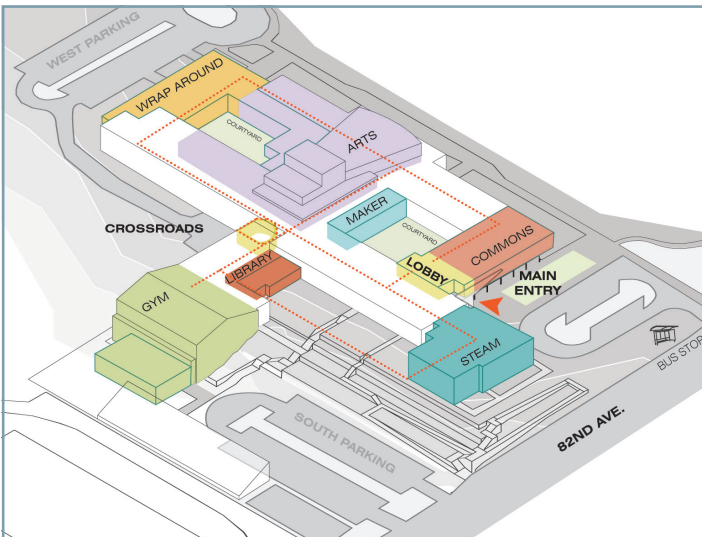 WEST PARKING
WRAP AROUND
COURTYARD
ARTS
MAKER
COURTYARD
COMMONS
CROSSROADS
LIBRARY
LOBBY
MAIN
ENTRY
GYM
STEAM
BUS STOP
SOUTH PARKING
82ND AVE.